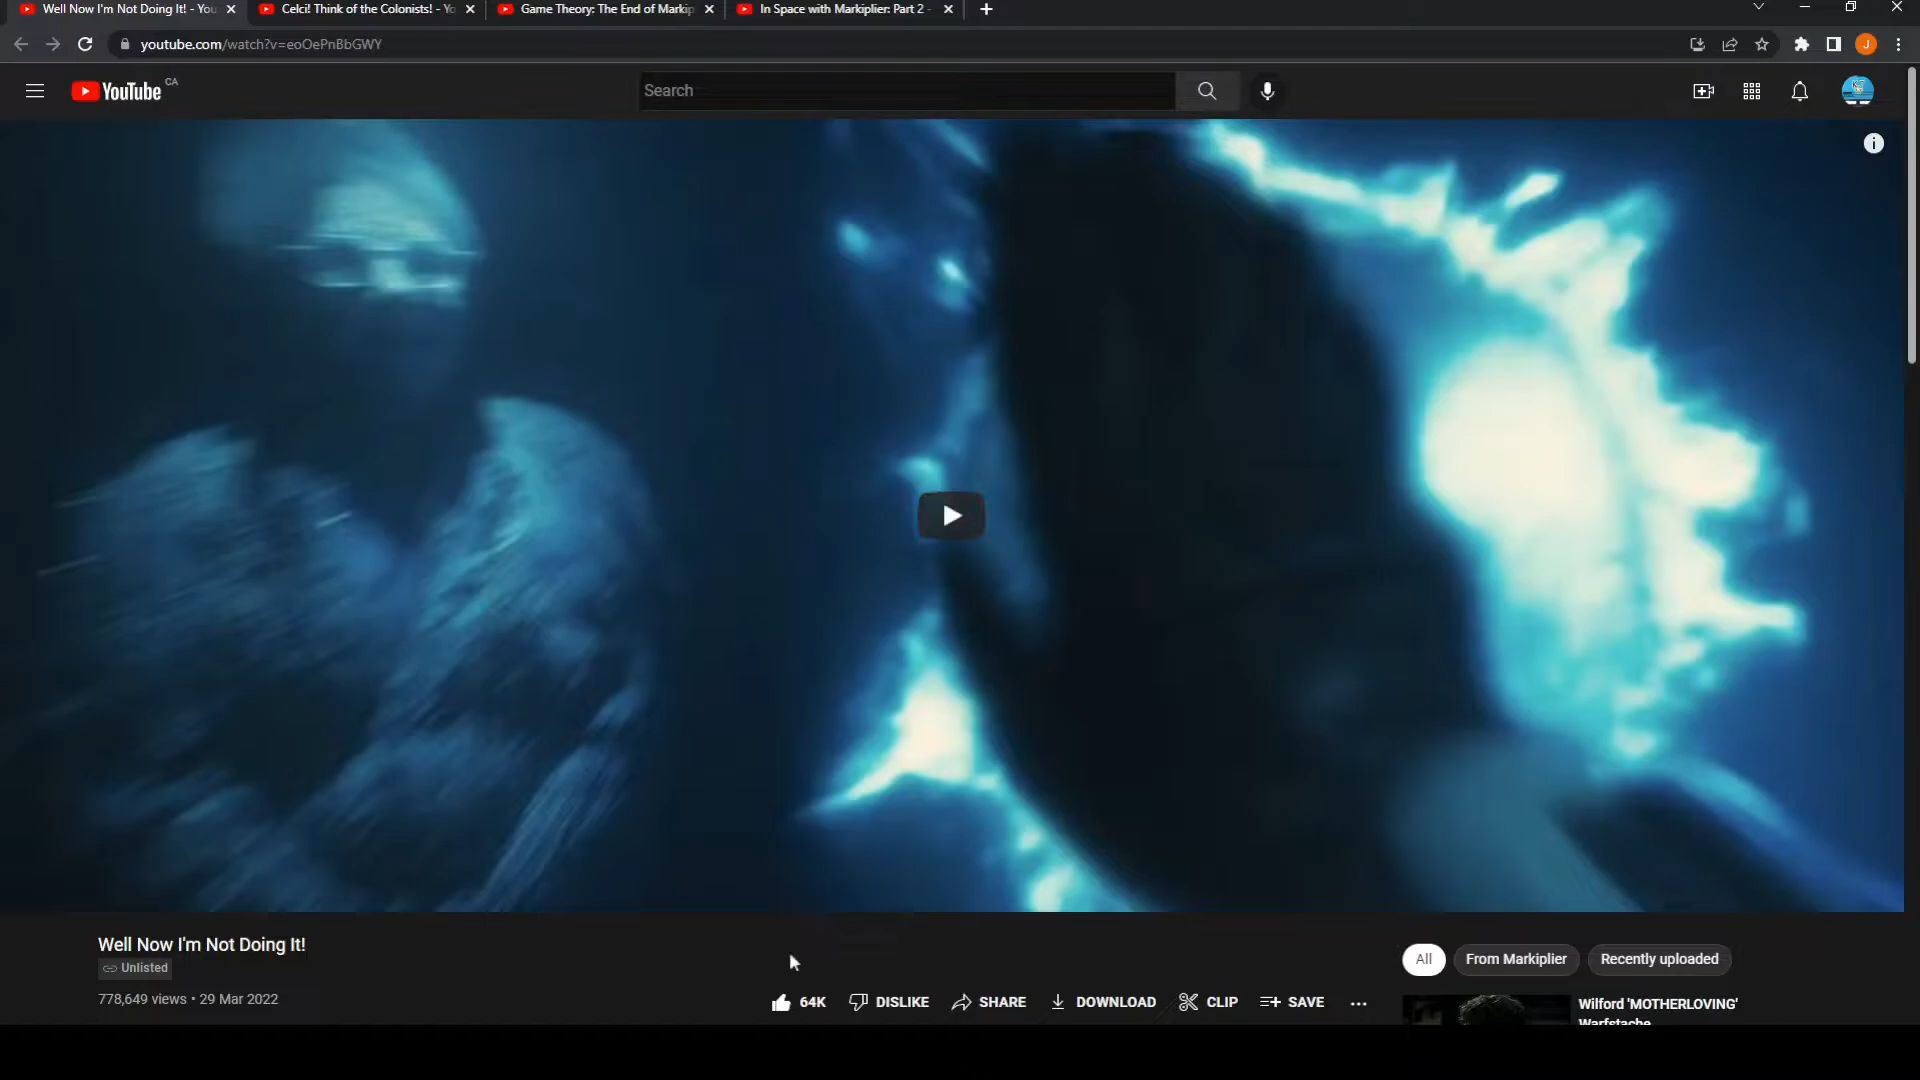 Well Now I'm Not Doing It! - You
Celci! Think of the Colonists! - Yo
Game Theory: The End of Markip
In Space with Markiplier: Part 2 -
youtube.com/watch?v=eoOePnBbGWY
J
YouTube CA
Search
Well Now I'm Not Doing It!
Unlisted
778,649 views • 29 Mar 2022
64K
DISLIKE
SHARE
DOWNLOAD
CLIP
SAVE
All
From Markiplier
Recently uploaded
Wilford 'MOTHERLOVING'
Warfstache